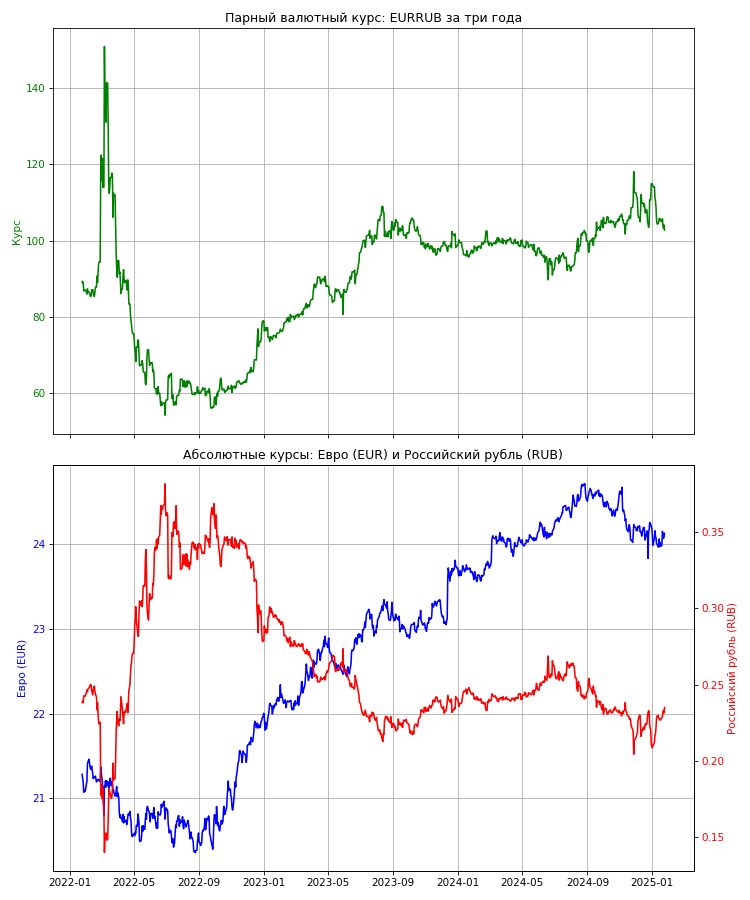 Парный валютный курс: EURRUB за три года
140
120
100
80
60
Курс
Абсолютные курсы: Евро (EUR) и Российский рубль (RUB)
24
23
22
21
Евро (EUR)
0.35
0.30
0.25
0.20
0.15
Российский рубль (RUB)
2022-01 2022-05 2022-09 2023-01 2023-05 2023-09 2024-01 2024-05 2024-09 2025-01